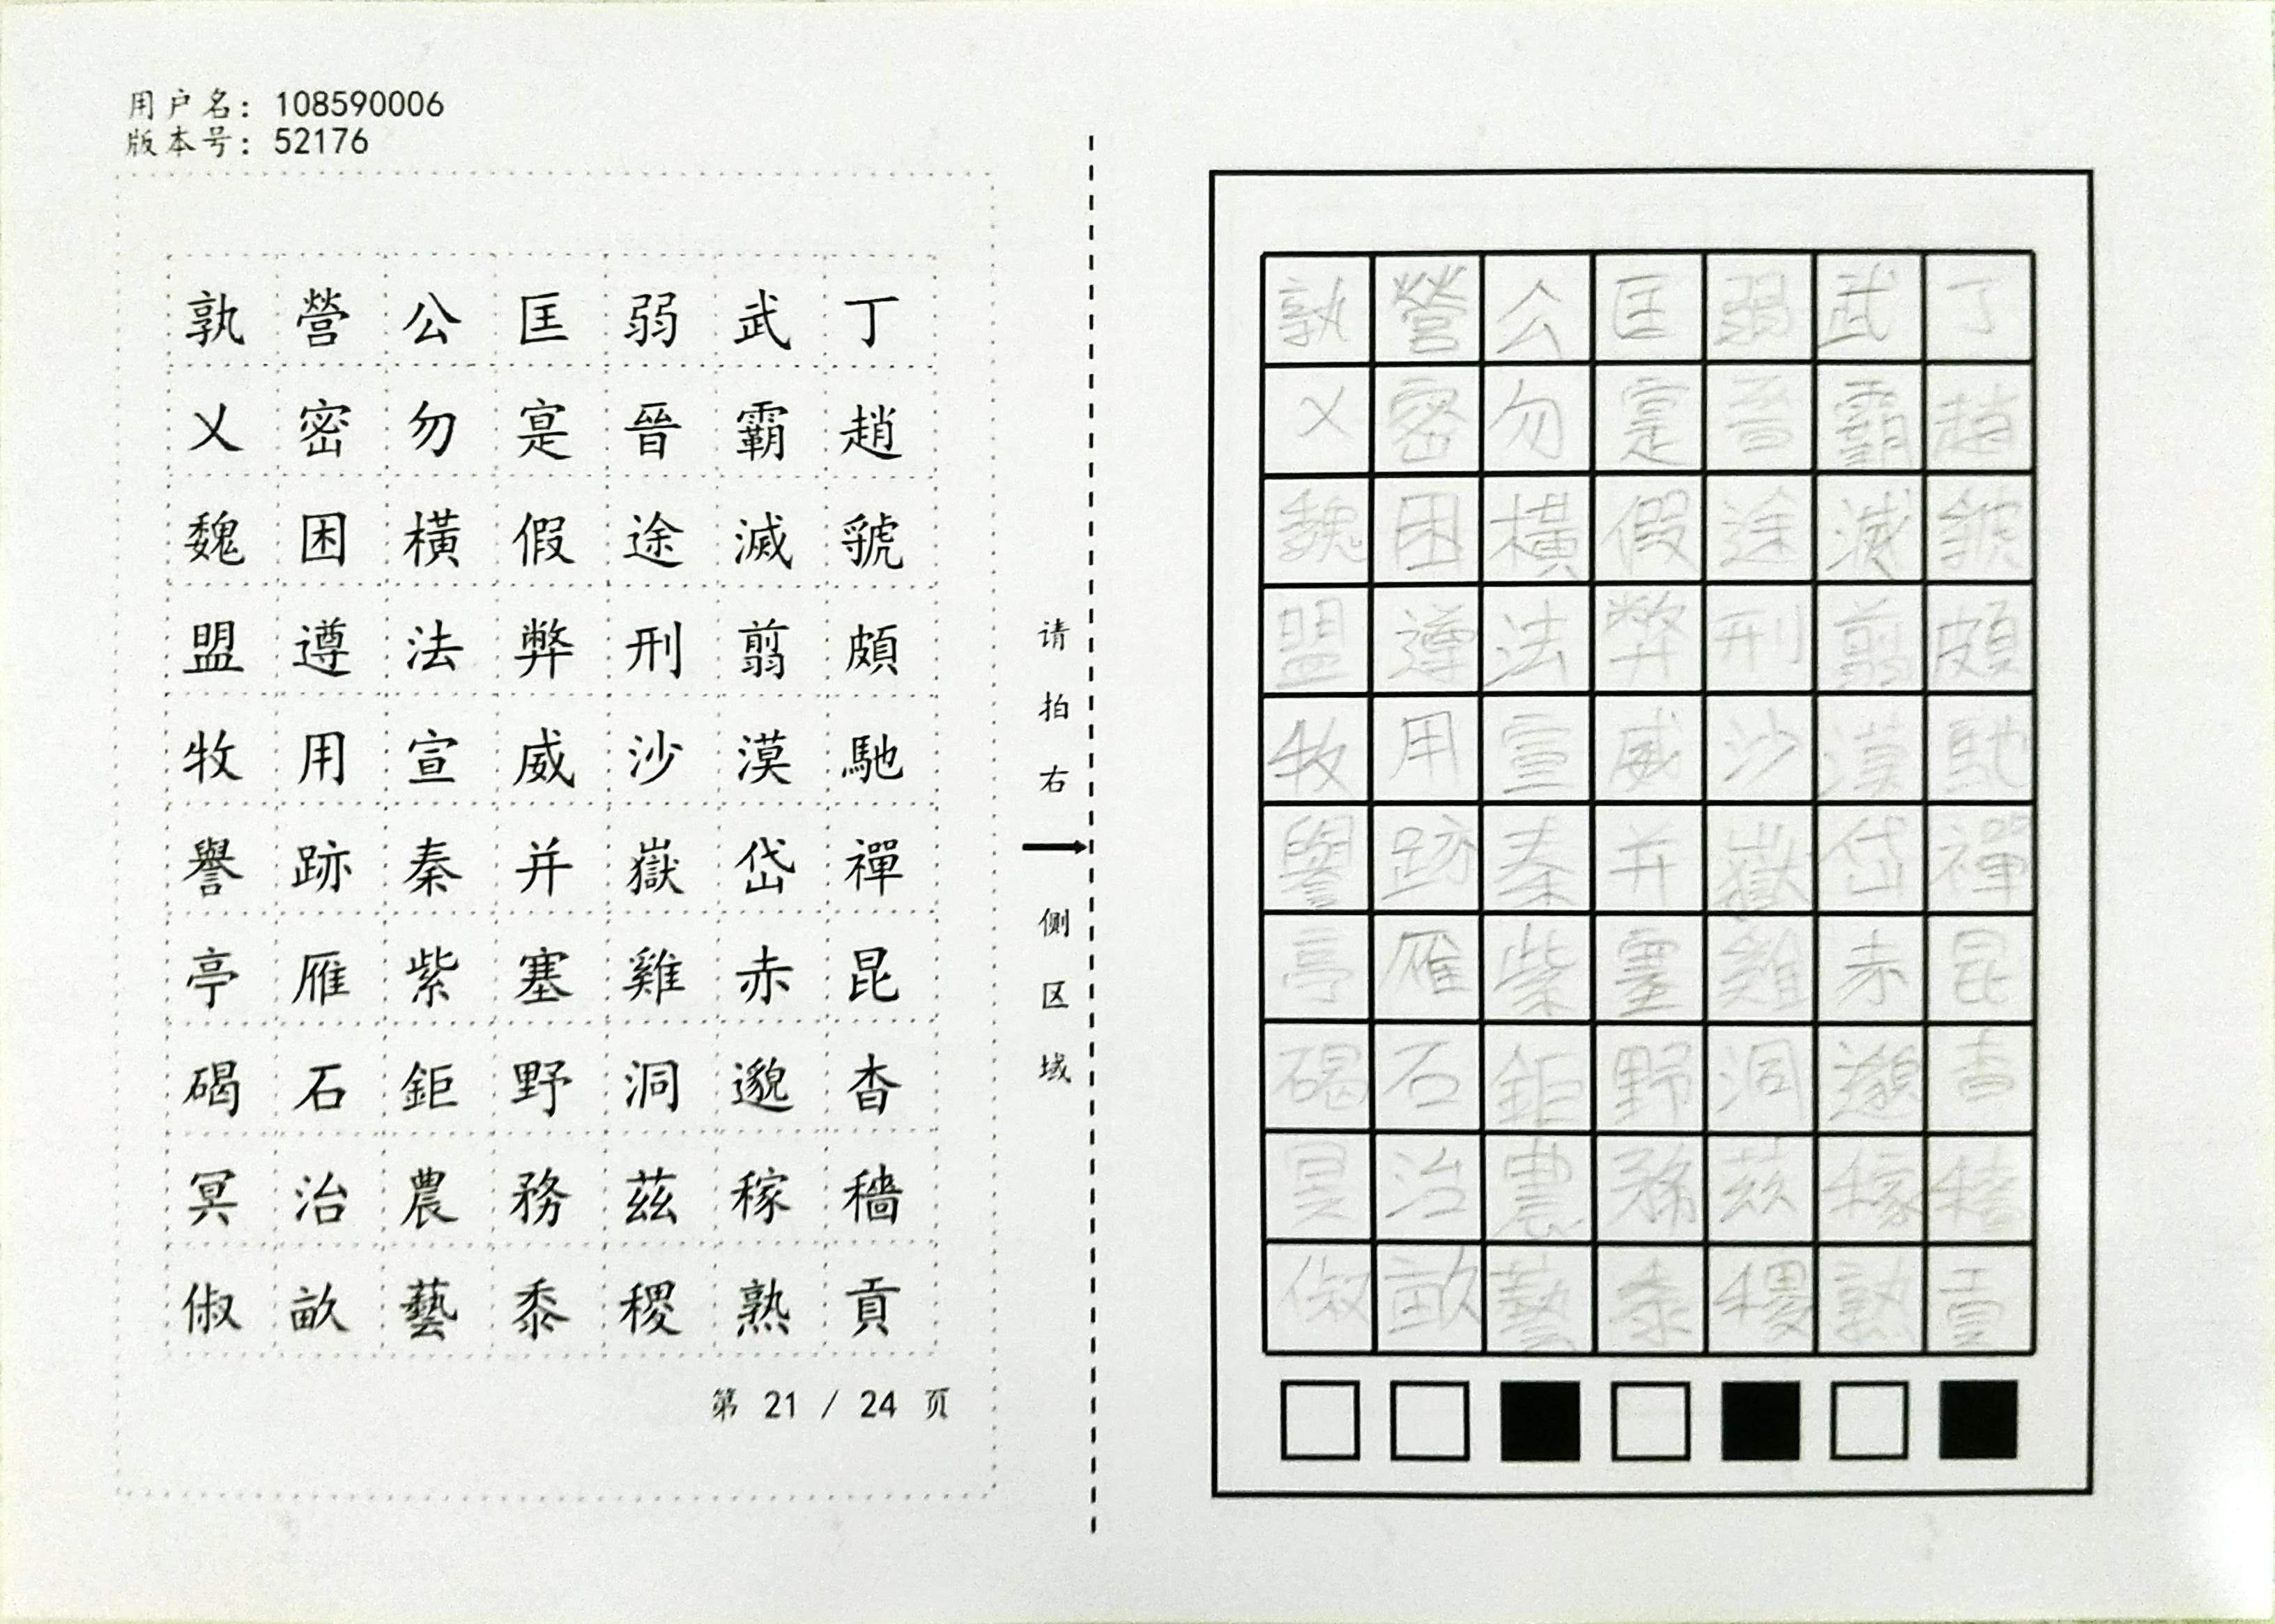 用户名: 108590006
版本号: 52176
孰 營 公 匡 弱 武 丁
乂 密 勿 寔 晉 霸 趙
魏 困 橫 假 途 滅 虢
盟 遵 法 弊 刑 翦 頗
牧 用 宣 威 沙 漠 馳
譽 跡 秦 并 嶽 岱 禪
亭 雁 紫 塞 雞 赤 昆
碣 石 鉅 野 洞 邈 杳
冥 治 農 務 茲 稼 穡
俶 畝 藝 黍 稷 熟 貢
第 21 / 24 页
请拍右侧区域
孰 營 公 匡 弱 武 丁
乂 密 勿 寔 晉 霸 趙
魏 困 橫 假 途 滅 虢
盟 遵 法 弊 刑 翦 頗
牧 用 宣 威 沙 漠 馳
譽 跡 秦 并 嶽 岱 禪
亭 雁 紫 塞 雞 赤 昆
碣 石 鉅 野 洞 邈 杳
冥 治 農 務 茲 稼 穡
俶 畝 藝 黍 稷 熟 貢